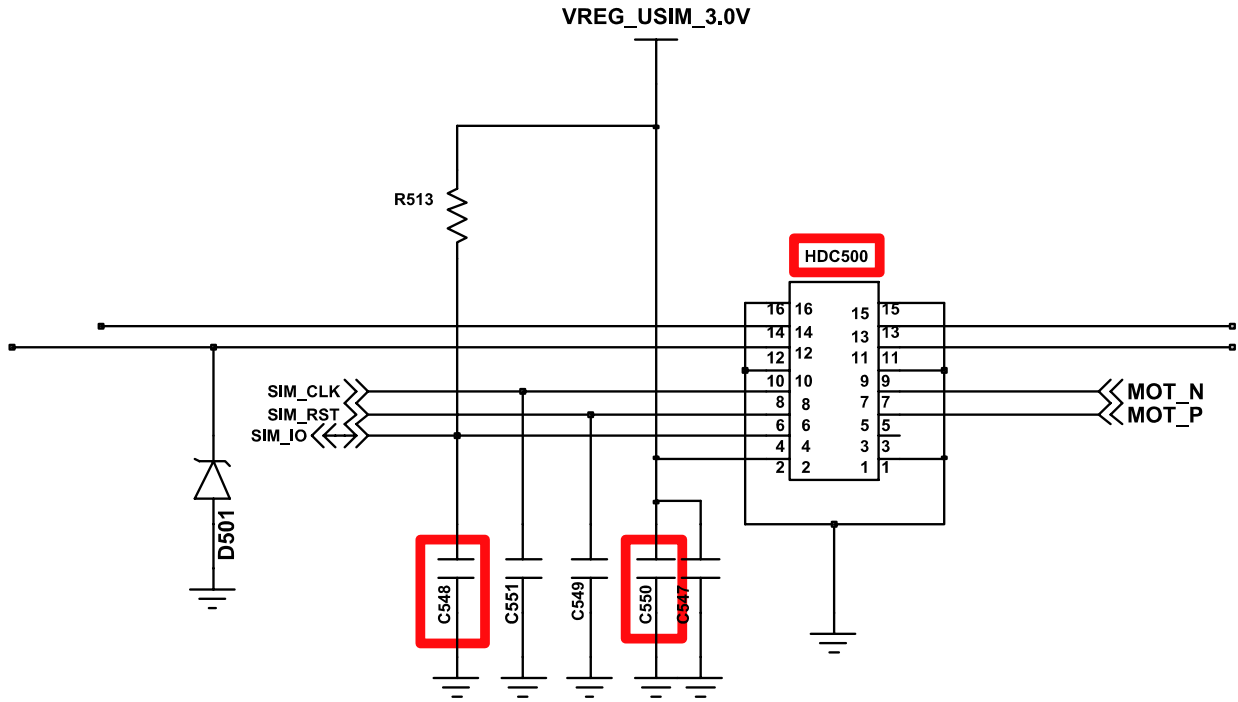 VREG_USIM_3.0V
R513
HDC500
16 16 15 15
14 14 13 13
12 12 11 11
10 10 9 9
8 8 7 7
6 6 5 5
4 4 3 3
2 2 1 1
SIM_CLK
SIM_RST
SIM_IO
MOT_N
MOT_P
D501
C548
C551
C549
C550
C547